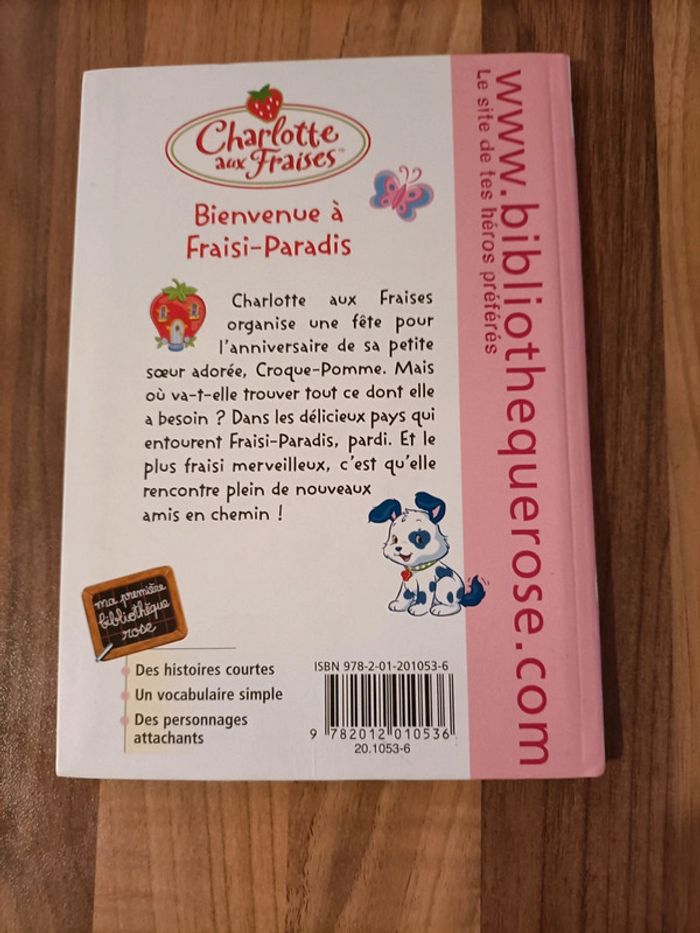 Charlotte
aux Fraises™
Bienvenue à
Fraisi-Paradis
Charlotte aux Fraises
organise une fête pour
l'anniversaire de sa petite
sœur adorée, Croque-Pomme. Mais
où va-t-elle trouver tout ce dont elle
a besoin ? Dans les délicieux pays qui
entourent Fraisi-Paradis, pardi. Et le
plus fraisi merveilleux, c'est qu'elle
rencontre plein de nouveaux
amis en chemin !
ma première
bibliothèque
rose
Des histoires courtes
Un vocabulaire simple
Des personnages
attachants
ISBN 978-2-01-201053-6
9 782012 010536
20.1053-6
www.bibliothequerose.com
Le site de tes héros préférés